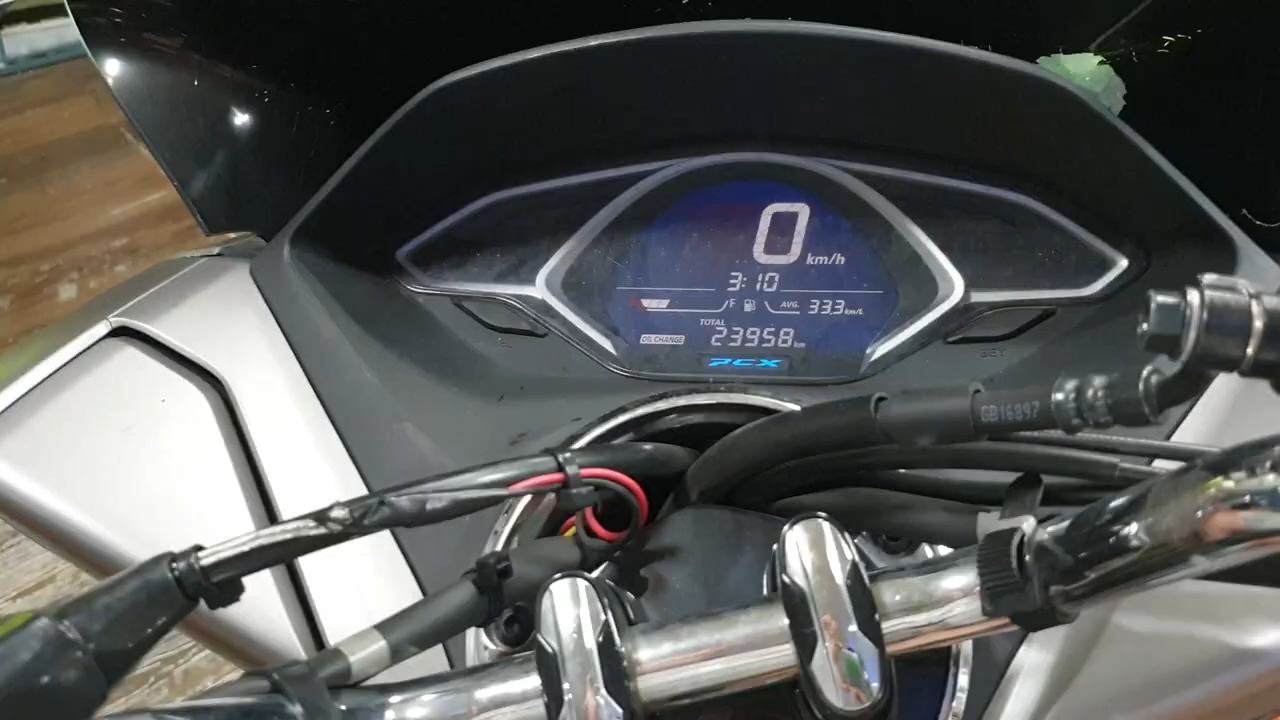 0 km/h
3:10
F AVG. 33.3 km/L
TOTAL
OIL CHANGE 23958 km
PCX
GB16897